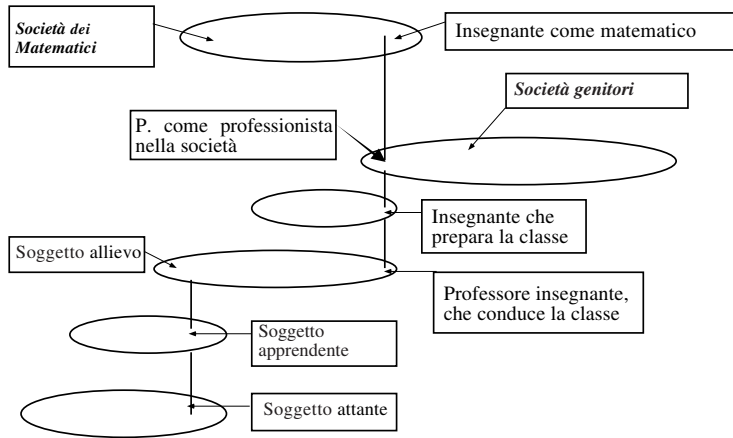 Società dei
Matematici
Insegnante come matematico
Società genitori
P. come professionista
nella società
Insegnante che
prepara la classe
Soggetto allievo
Professore insegnante,
che conduce la classe
Soggetto
apprendente
Soggetto attante